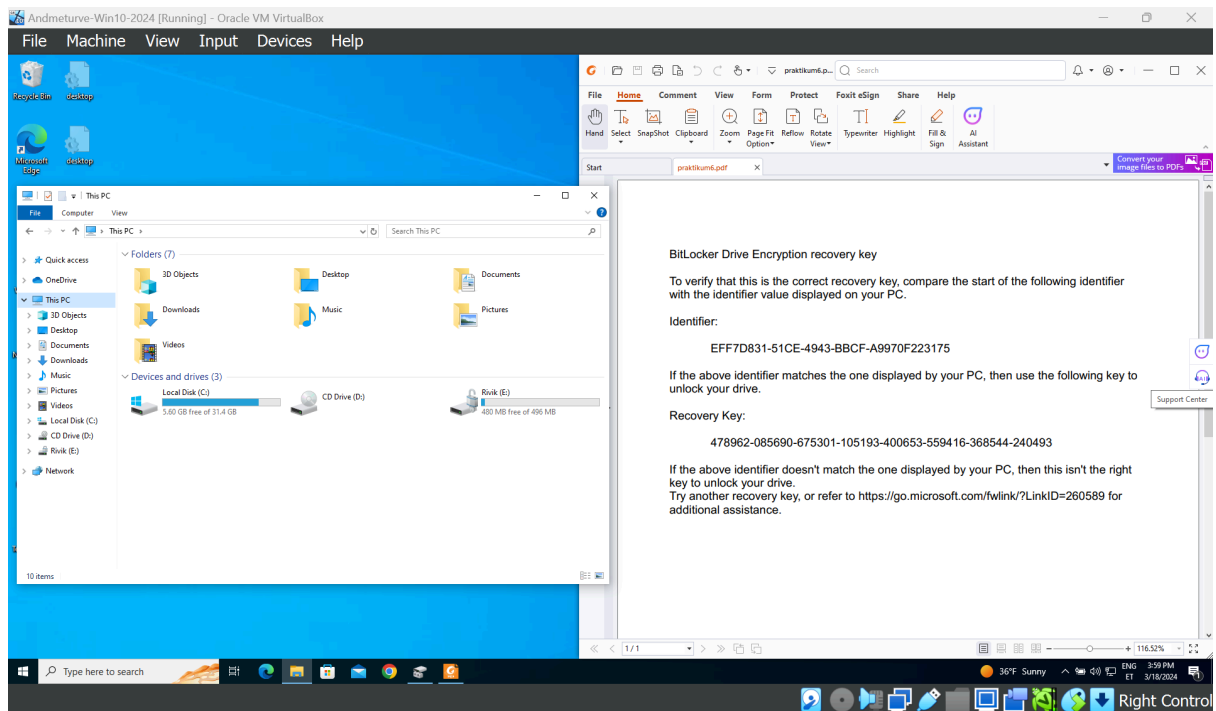 Andmeturve-Win10-2024 [Running] - Oracle VM VirtualBox
File Machine View Input Devices Help
Recycle Bin
desktop
Microsoft Edge
desktop
This PC
File Computer View
This PC
Search This PC
Quick access
OneDrive
This PC
3D Objects
Desktop
Documents
Downloads
Music
Pictures
Videos
Local Disk (C:)
CD Drive (D:)
Rivik (E:)
Network
Folders (7)
3D Objects
Desktop
Documents
Downloads
Music
Pictures
Videos
Devices and drives (3)
Local Disk (C:)
5.60 GB free of 31.4 GB
CD Drive (D:)
Rivik (E:)
480 MB free of 496 MB
10 items
praktikum6.p...
Search
File Home Comment View Form Protect Foxit eSign Share Help
Hand
Select
SnapShot
Clipboard
Zoom
Page Fit Option
Reflow
Rotate View
Typewriter
Highlight
Fill & Sign
AI Assistant
Start
praktikum6.pdf
Convert your
image files to PDFs
BitLocker Drive Encryption recovery key
To verify that this is the correct recovery key, compare the start of the following identifier
with the identifier value displayed on your PC.
Identifier:
EFF7D831-51CE-4943-BBCF-A9970F223175
If the above identifier matches the one displayed by your PC, then use the following key to
unlock your drive.
Recovery Key:
478962-085690-675301-105193-400653-559416-368544-240493
If the above identifier doesn't match the one displayed by your PC, then this isn't the right
key to unlock your drive.
Try another recovery key, or refer to https://go.microsoft.com/fwlink/?LinkID=260589 for
additional assistance.
Support Center
1/1
116.52%
Type here to search
36°F Sunny
ENG
ET
3:59 PM
3/18/2024
Right Control